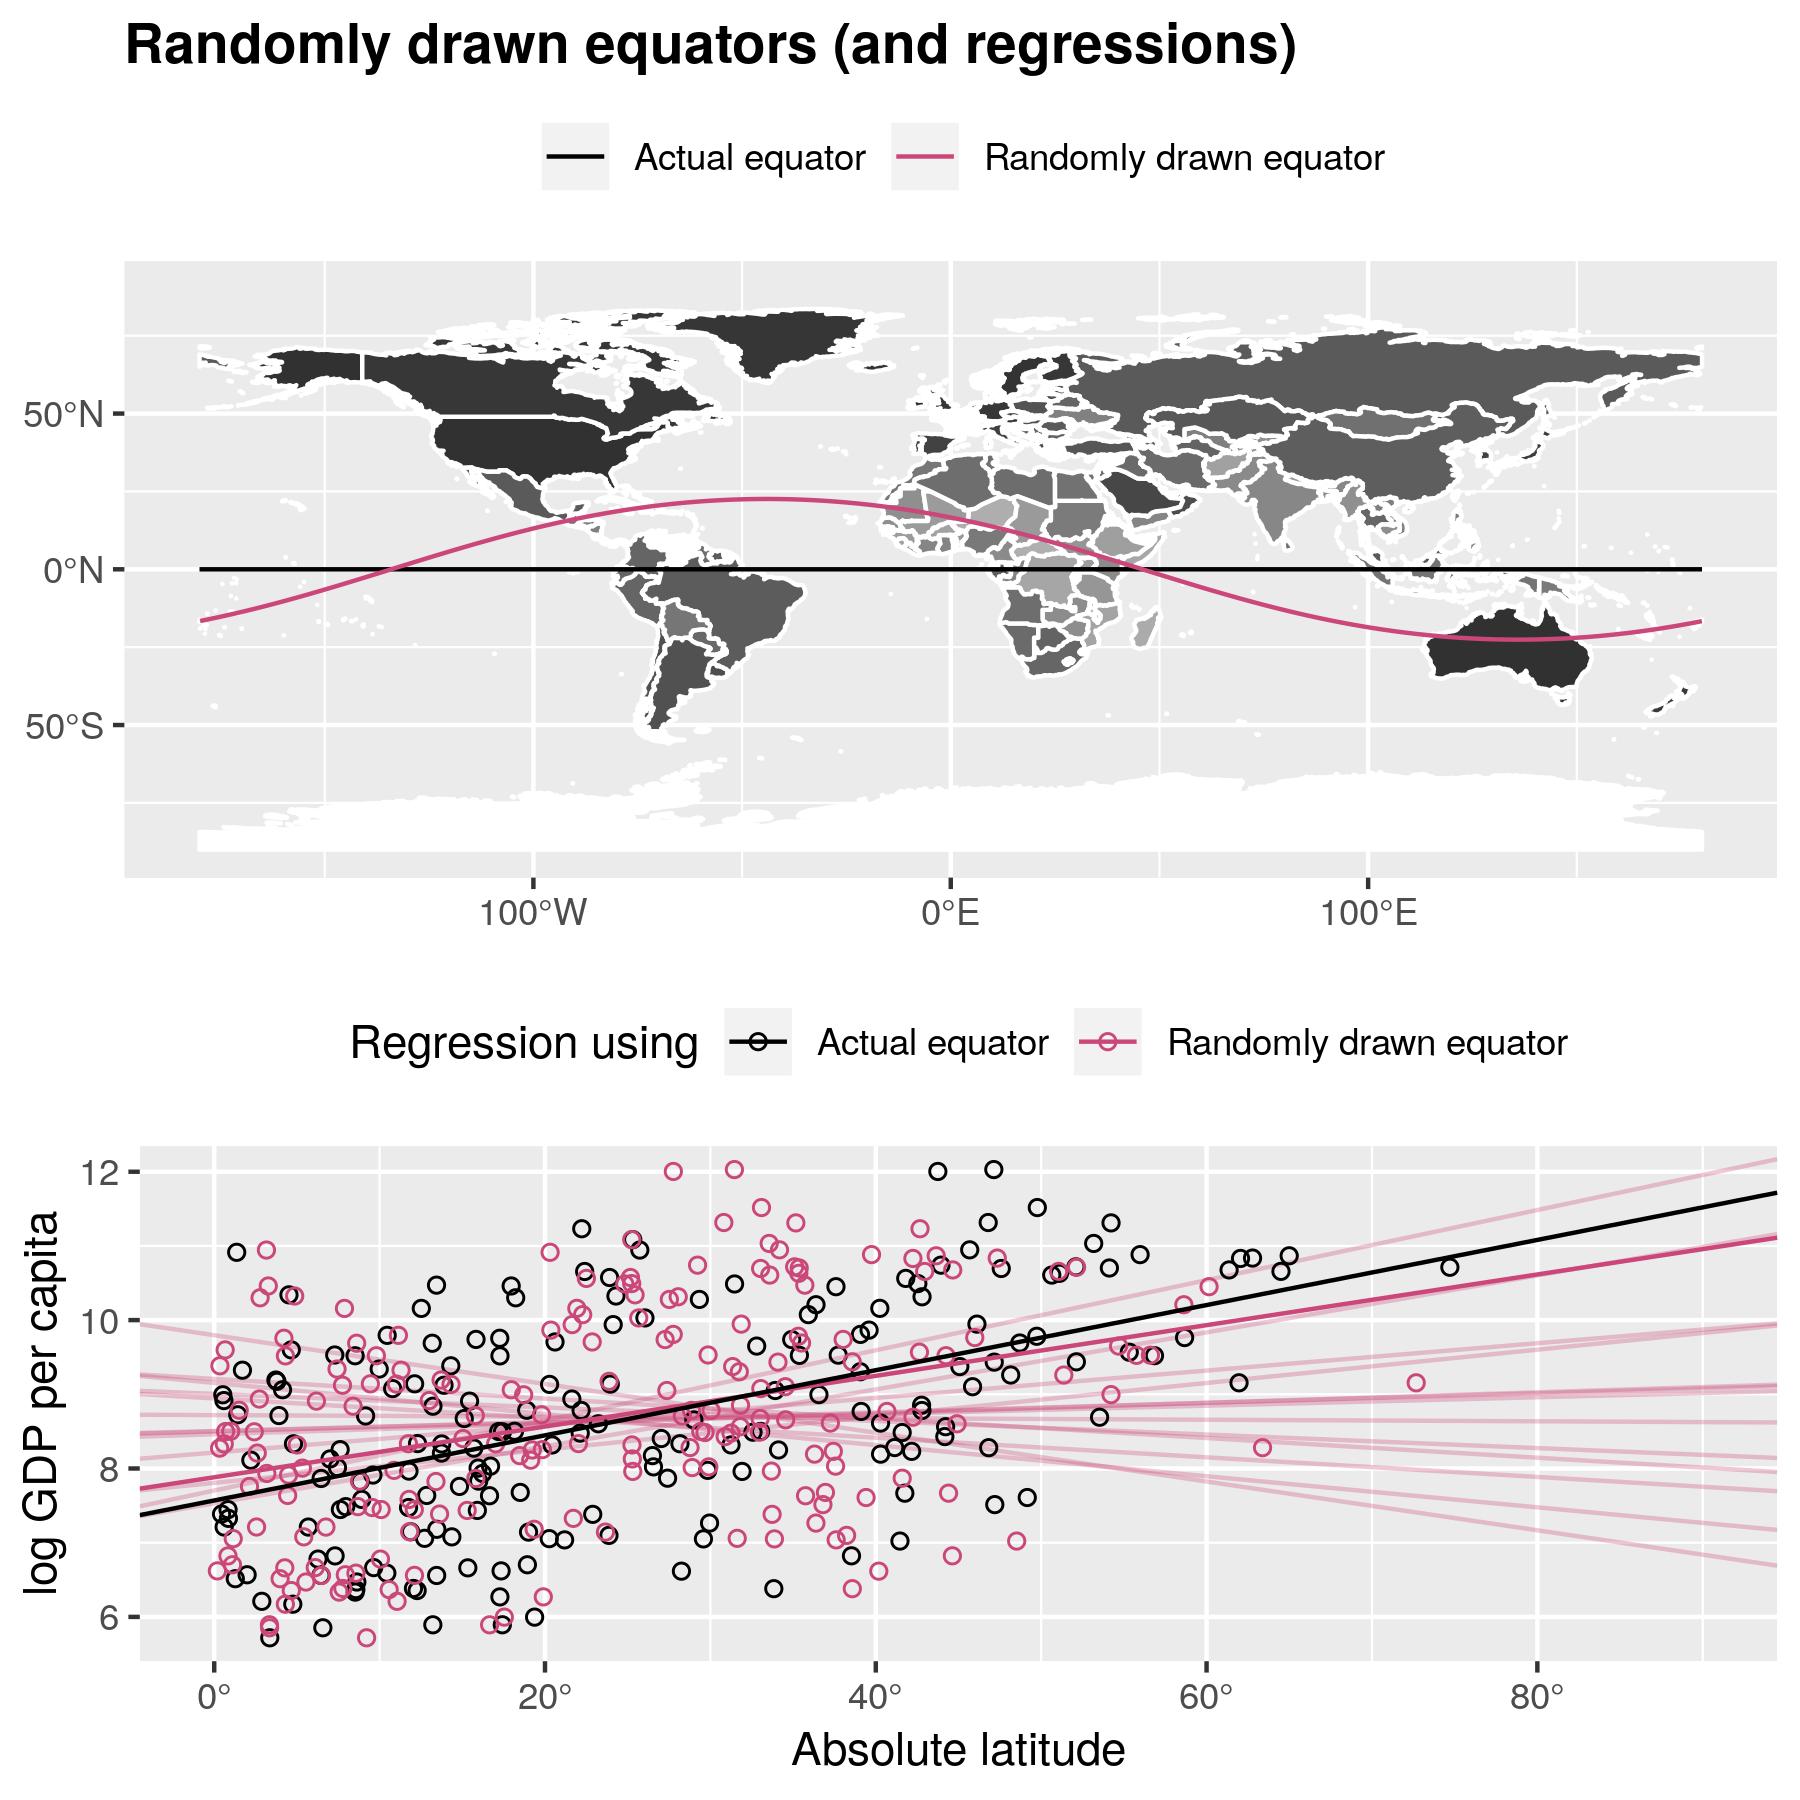 Randomly drawn equators (and regressions)
Actual equator Randomly drawn equator
50°N
0°N
50°S
100°W 0°E 100°E
Regression using Actual equator Randomly drawn equator
12
10
8
6
log GDP per capita
0° 20° 40° 60° 80°
Absolute latitude